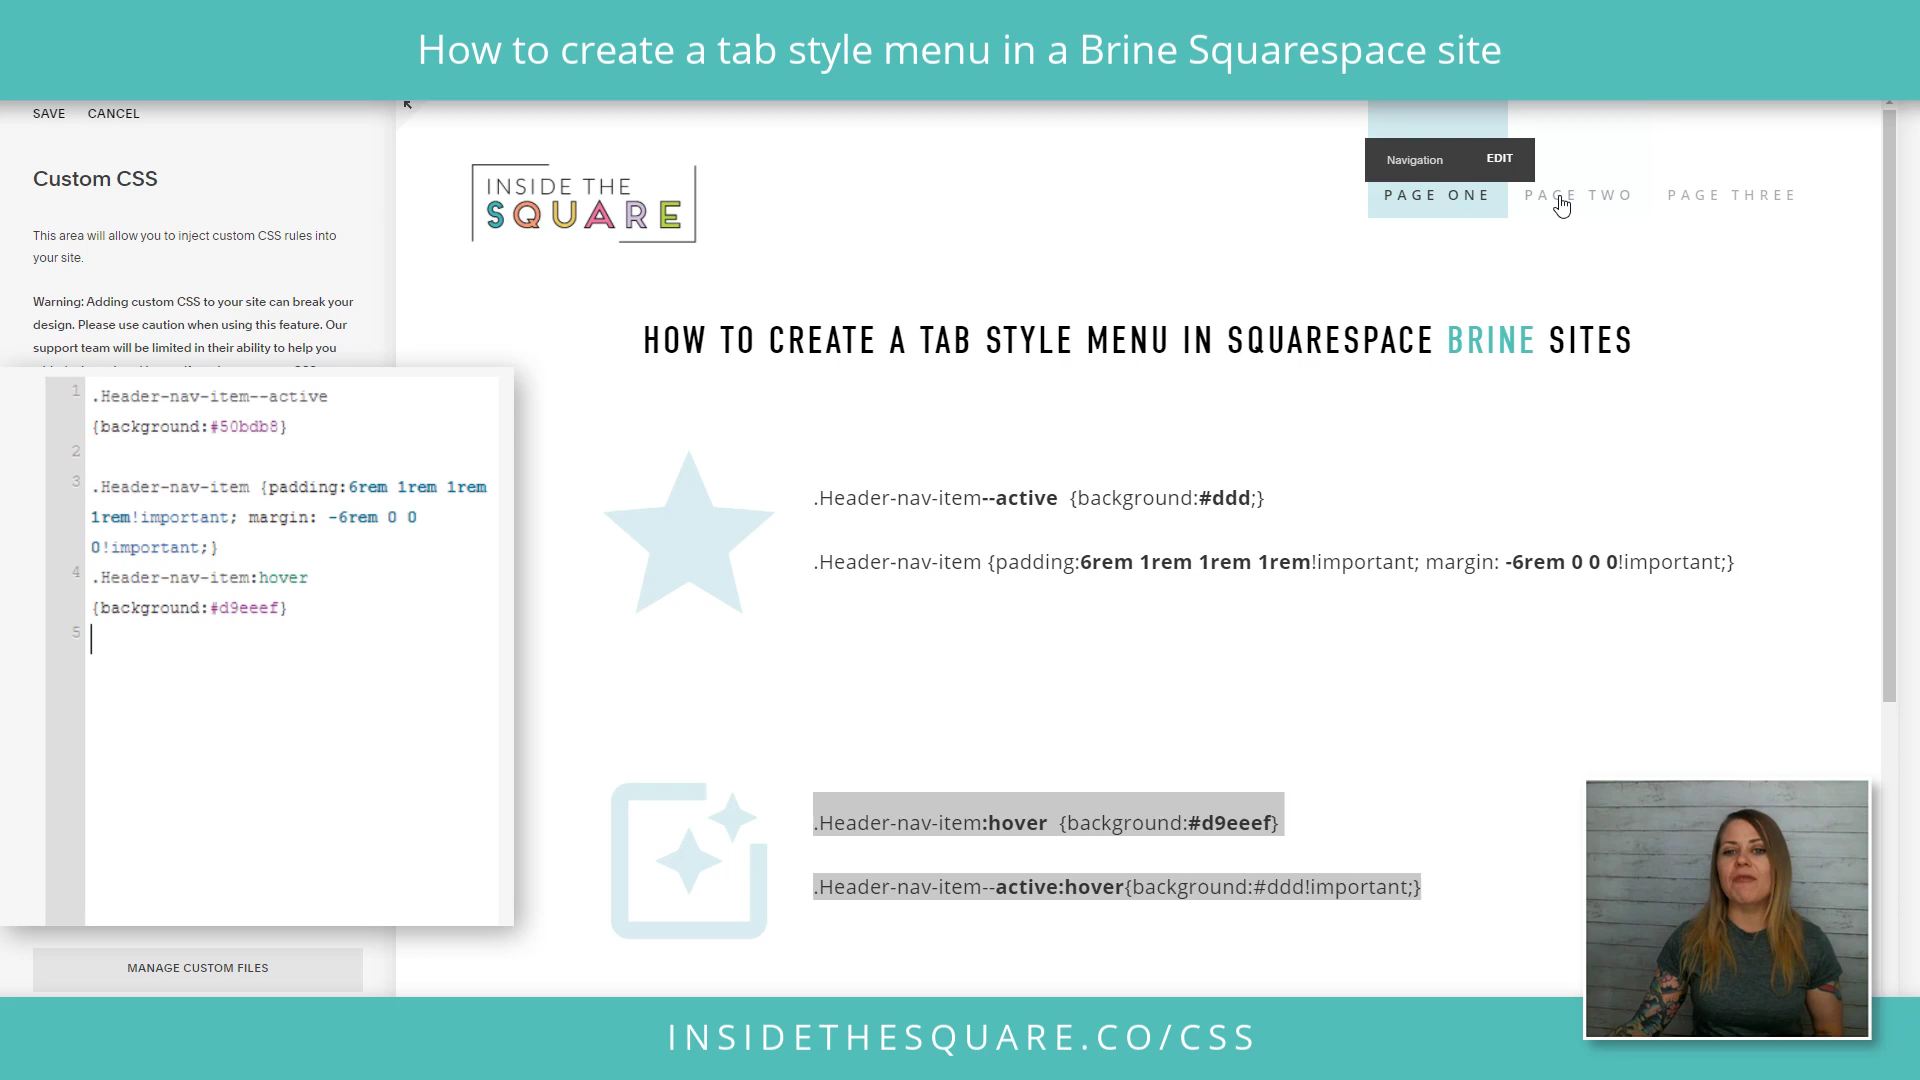 How to create a tab style menu in a Brine Squarespace site
SAVE CANCEL
Custom CSS
This area will allow you to inject custom CSS rules into
your site.
Warning: Adding custom CSS to your site can break your
design. Please use caution when using this feature. Our
support team will be limited in their ability to help you
1
.Header-nav-item--active
{background:#50bdb8}
2
3
.Header-nav-item {padding:6rem 1rem 1rem
1rem!important; margin: -6rem 0 0
0!important;}
4
.Header-nav-item:hover
{background:#d9eeef}
5
MANAGE CUSTOM FILES
INSIDE THE
SQUARE
Navigation EDIT
PAGE ONE PAGE TWO PAGE THREE
HOW TO CREATE A TAB STYLE MENU IN SQUARESPACE BRINE SITES
.Header-nav-item--active {background:#ddd;}
.Header-nav-item {padding:6rem 1rem 1rem 1rem!important; margin: -6rem 0 0 0!important;}
.Header-nav-item:hover {background:#d9eeef}
.Header-nav-item--active:hover{background:#ddd!important;}
INSIDETHESQUARE.CO/CSS